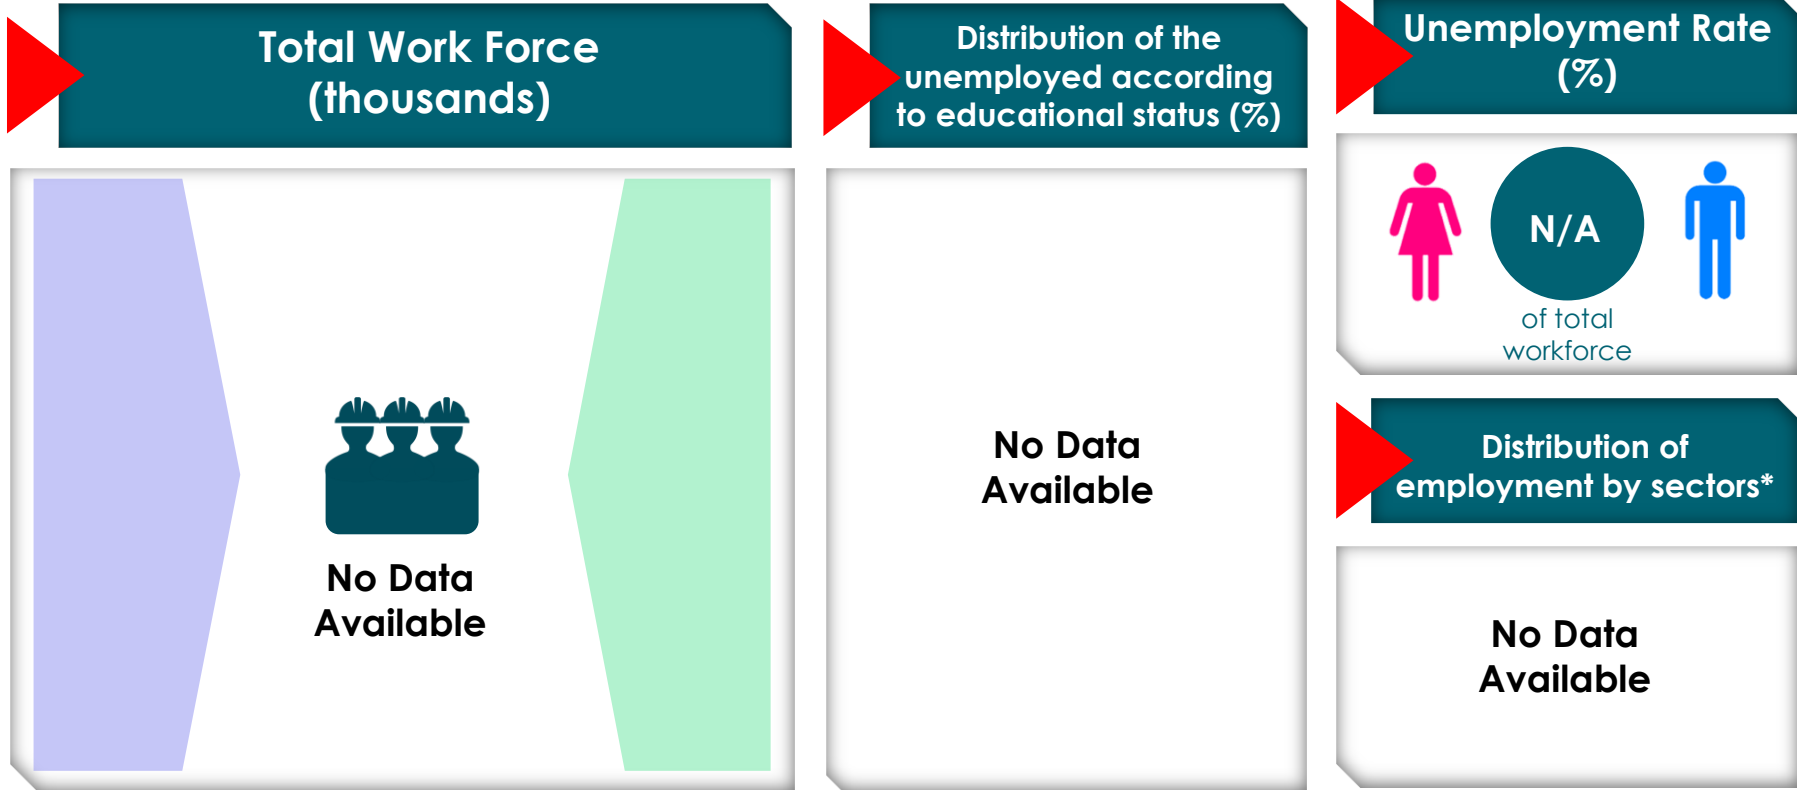 Total Work Force
(thousands)
No Data
Available
Distribution of the
unemployed according
to educational status (%)
No Data
Available
Unemployment Rate
(%)
N/A
of total
workforce
Distribution of
employment by sectors*
No Data
Available